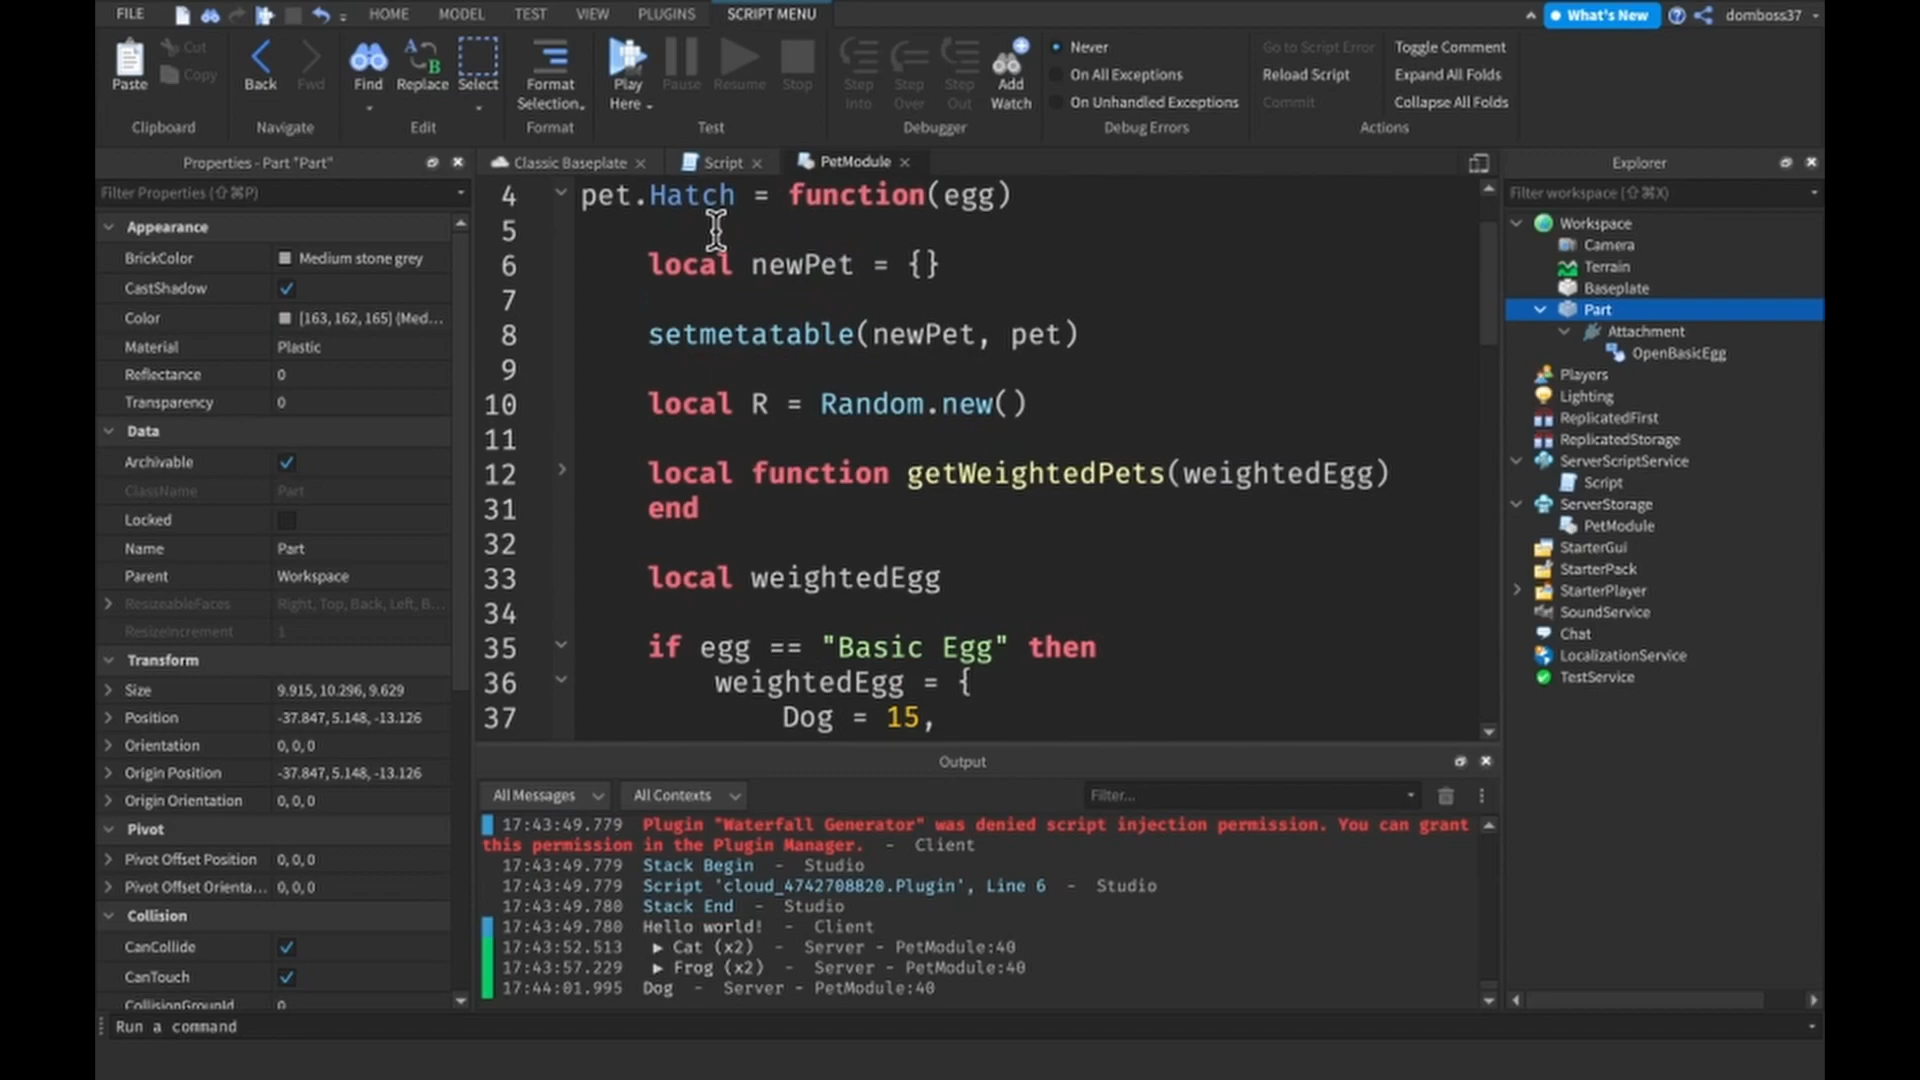 FILE HOME MODEL TEST VIEW PLUGINS SCRIPT MENU What's New domboss37
Paste Cut Copy
Back Fwd
Find Replace Select
Format Selection
Play Here Pause Resume Stop
Step Into Step Over Step Out Add Watch
Never
On All Exceptions
On Unhandled Exceptions
Go to Script Error
Reload Script
Commit
Toggle Comment
Expand All Folds
Collapse All Folds
Clipboard Navigate Edit Format Test Debugger Debug Errors Actions
Properties - Part "Part"
Filter Properties (⇧⌘P)
Appearance
BrickColor Medium stone grey
CastShadow
Color [163, 162, 165] (Med...
Material Plastic
Reflectance 0
Transparency 0
Data
Archivable
ClassName Part
Locked
Name Part
Parent Workspace
ResizeableFaces Right, Top, Back, Left, B...
ResizeIncrement 1
Transform
Size 9.915, 10.296, 9.629
Position -37.847, 5.148, -13.126
Orientation 0, 0, 0
Origin Position -37.847, 5.148, -13.126
Origin Orientation 0, 0, 0
Pivot
Pivot Offset Position 0, 0, 0
Pivot Offset Orienta... 0, 0, 0
Collision
CanCollide
CanTouch
CollisionGroupId 0
Classic Baseplate Script PetModule
4 pet.Hatch = function(egg)
5
6 local newPet = {}
7
8 setmetatable(newPet, pet)
9
10 local R = Random.new()
11
12 local function getWeightedPets(weightedEgg)
31 end
32
33 local weightedEgg
34
35 if egg == "Basic Egg" then
36 weightedEgg = {
37 Dog = 15,
Output
All Messages All Contexts Filter...
17:43:49.779 Plugin "Waterfall Generator" was denied script injection permission. You can grant
this permission in the Plugin Manager. - Client
17:43:49.779 Stack Begin - Studio
17:43:49.779 Script 'cloud_4742708820.Plugin', Line 6 - Studio
17:43:49.780 Stack End - Studio
17:43:49.780 Hello world! - Client
17:43:52.513 ▶ Cat (x2) - Server - PetModule:40
17:43:57.229 ▶ Frog (x2) - Server - PetModule:40
17:44:01.995 Dog - Server - PetModule:40
Explorer
Filter workspace (⇧⌘X)
Workspace
Camera
Terrain
Baseplate
Part
Attachment
OpenBasicEgg
Players
Lighting
ReplicatedFirst
ReplicatedStorage
ServerScriptService
Script
ServerStorage
PetModule
StarterGui
StarterPack
StarterPlayer
SoundService
Chat
LocalizationService
TestService
Run a command